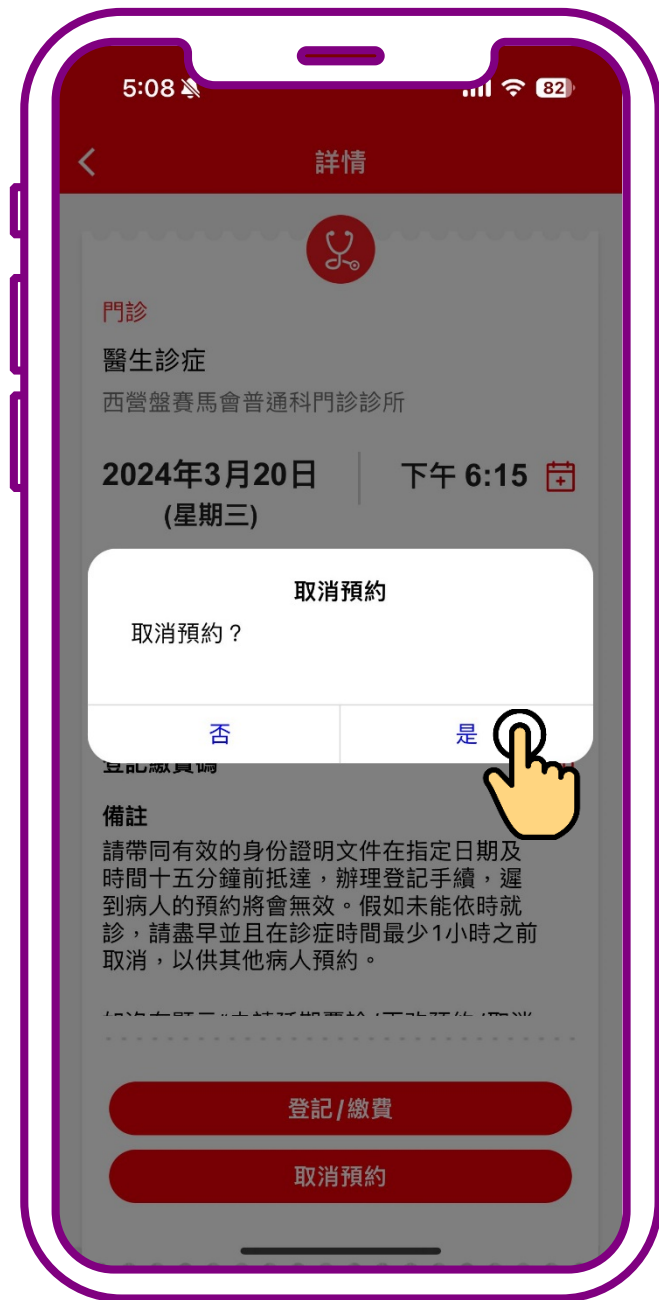 5:08
82
詳情
門診
醫生診症
西營盤賽馬會普通科門診診所
2024年3月20日
下午 6:15
(星期三)
取消預約
取消預約？
否
是
登記繳費碼
備註
請帶同有效的身份證明文件在指定日期及
時間十五分鐘前抵達，辦理登記手續，遲
到病人的預約將會無效。假如未能依時就
診，請盡早並且在診症時間最少1小時之前
取消，以供其他病人預約。
登記/繳費
取消預約